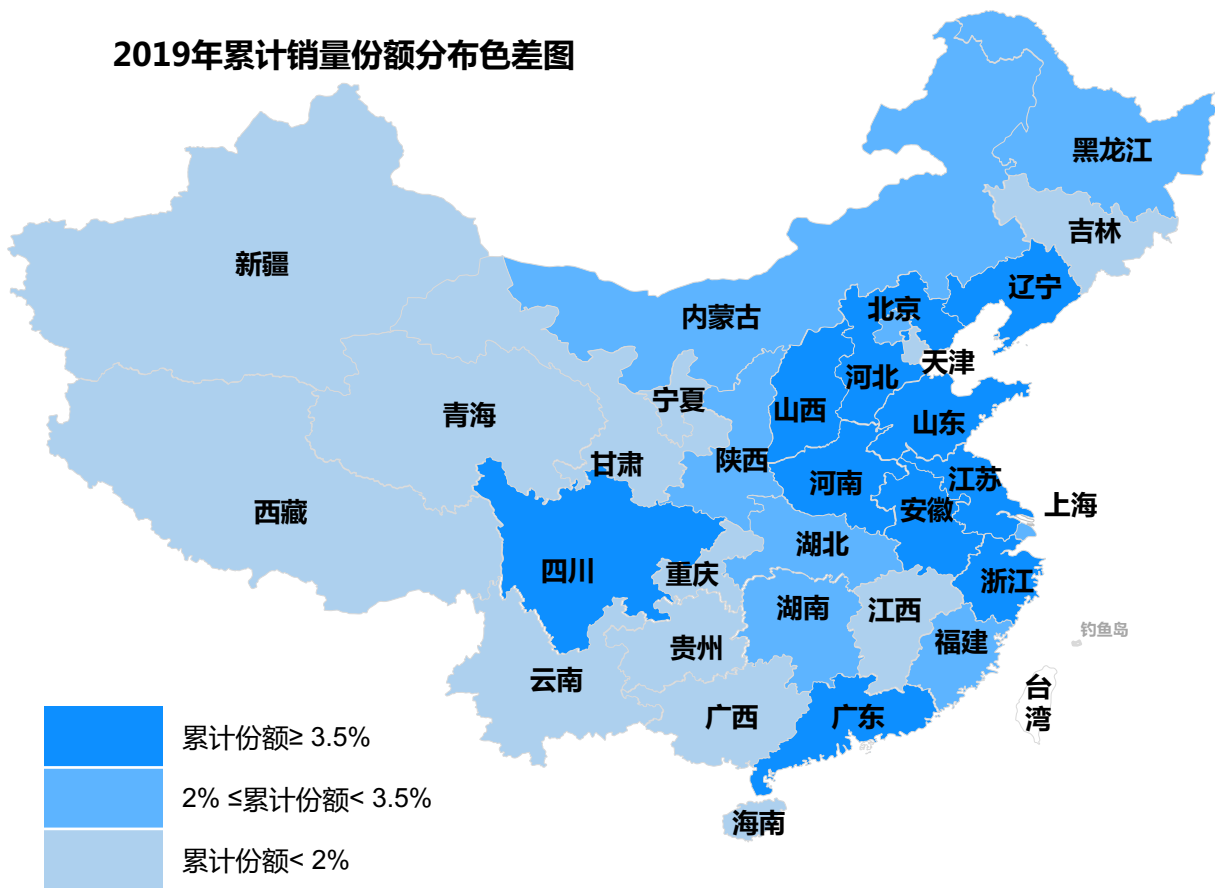 2019年累计销量份额分布色差图
黑龙江
吉林
新疆
辽宁
北京
内蒙古
天津
河北
宁夏
山西
青海
山东
甘肃
陕西
江苏
河南
上海
安徽
西藏
湖北
四川
重庆
浙江
湖南
江西
钓鱼岛
福建
贵州
云南
台
湾
广西
广东
海南
累计份额≥ 3.5%
2% ≤累计份额< 3.5%
累计份额< 2%